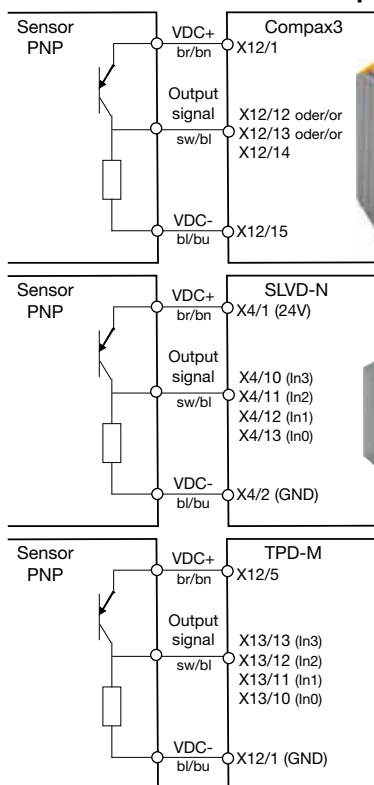 Sensor
PNP
VDC+
br/bn
Compax3
X12/1
Output
signal
sw/bl
X12/12 oder/or
X12/13 oder/or
X12/14
VDC-
bl/bu
X12/15
Sensor
PNP
VDC+
br/bn
SLVD-N
X4/1 (24V)
Output
signal
sw/bl
X4/10 (In3)
X4/11 (In2)
X4/12 (In1)
X4/13 (In0)
VDC-
bl/bu
X4/2 (GND)
Sensor
PNP
VDC+
br/bn
TPD-M
X12/5
Output
signal
sw/bl
X13/13 (In3)
X13/12 (In2)
X13/11 (In1)
X13/10 (In0)
VDC-
bl/bu
X12/1 (GND)